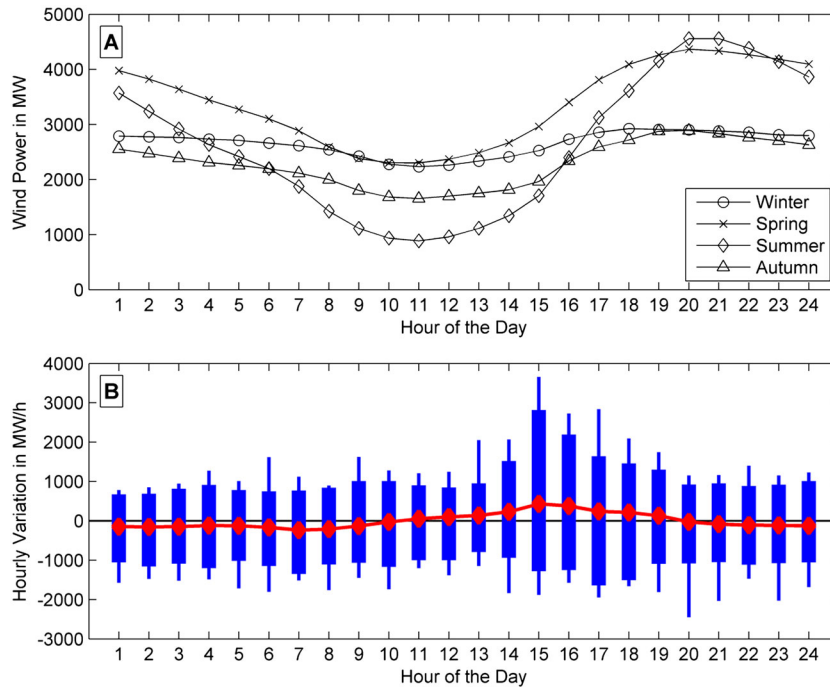 A
Wind Power in MW
5000
4000
3000
2000
1000
0
Winter
Spring
Summer
Autumn
1 2 3 4 5 6 7 8 9 10 11 12 13 14 15 16 17 18 19 20 21 22 23 24
Hour of the Day
B
Hourly Variation in MW/h
4000
3000
2000
1000
0
-1000
-2000
-3000
1 2 3 4 5 6 7 8 9 10 11 12 13 14 15 16 17 18 19 20 21 22 23 24
Hour of the Day